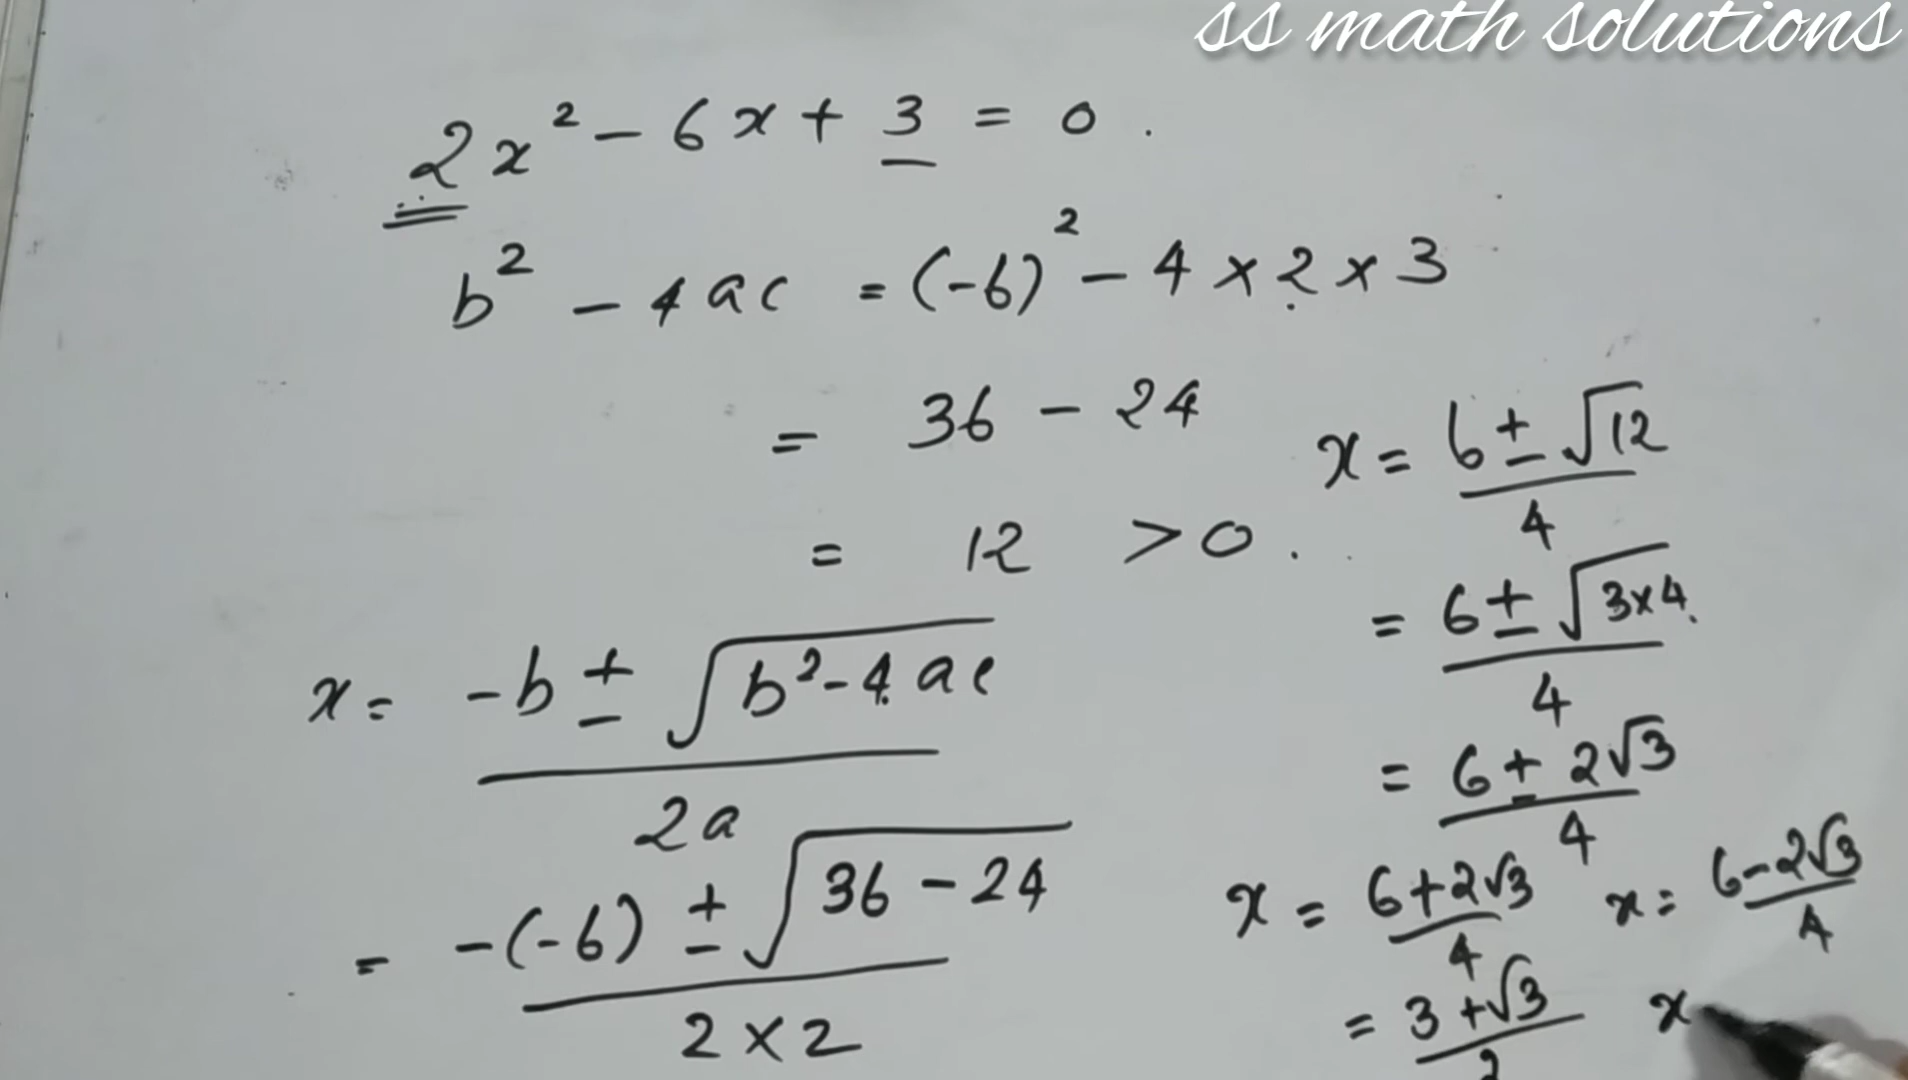 ss math solutions
2x² - 6x + 3 = 0 .
b² - 4ac = (-6)² - 4 × 2 × 3
= 36 - 24
= 12 > 0 .
x = -b ± √(b² - 4ac) / 2a
= -(-6) ± √(36 - 24) / 2 × 2
x = 6 ± √12 / 4
= 6 ± √(3×4) / 4
= 6 ± 2√3 / 4
x = 6+2√3 / 4 x = 6-2√3 / 4
= 3+√3 / 2 x